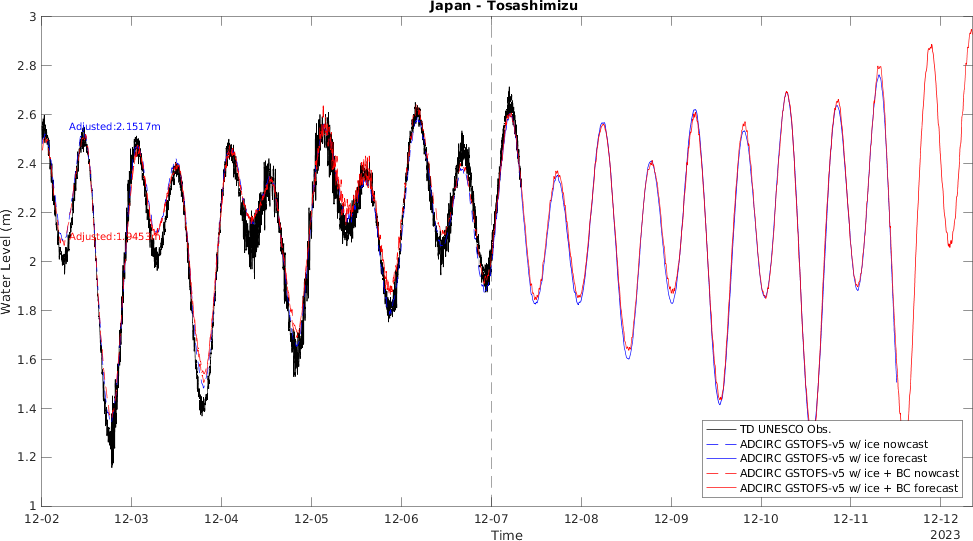 Japan - Tosashimizu
Water Level (m)
3
2.8
2.6
2.4
2.2
2
1.8
1.6
1.4
1.2
1
Adjusted:2.1517m
Adjusted:1.9453m
TD UNESCO Obs.
ADCIRC GSTOFS-v5 w/ ice nowcast
ADCIRC GSTOFS-v5 w/ ice forecast
ADCIRC GSTOFS-v5 w/ ice + BC nowcast
ADCIRC GSTOFS-v5 w/ ice + BC forecast
12-02 12-03 12-04 12-05 12-06 12-07 12-08 12-09 12-10 12-11 12-12
2023
Time